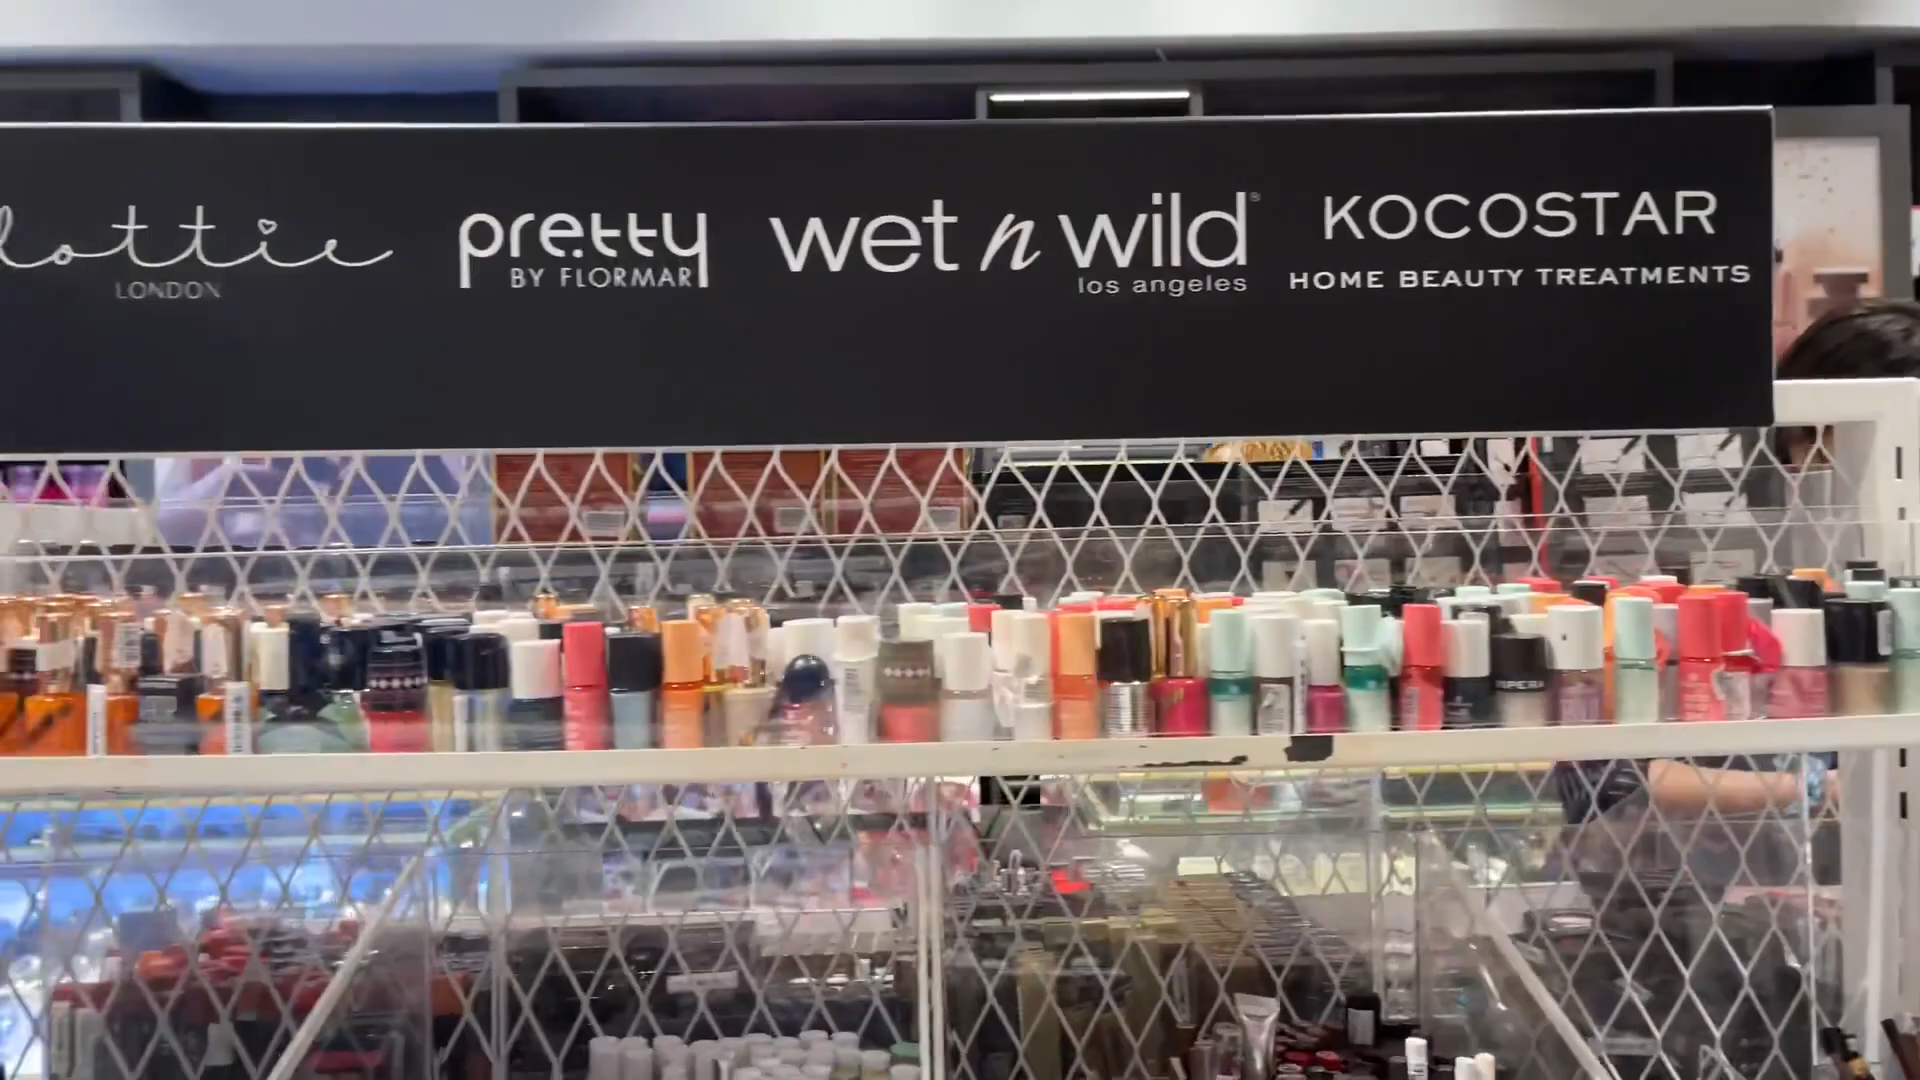 lottie
LONDON
pretty
BY FLORMAR
wet n wild®
los angeles
KOCOSTAR
HOME BEAUTY TREATMENTS